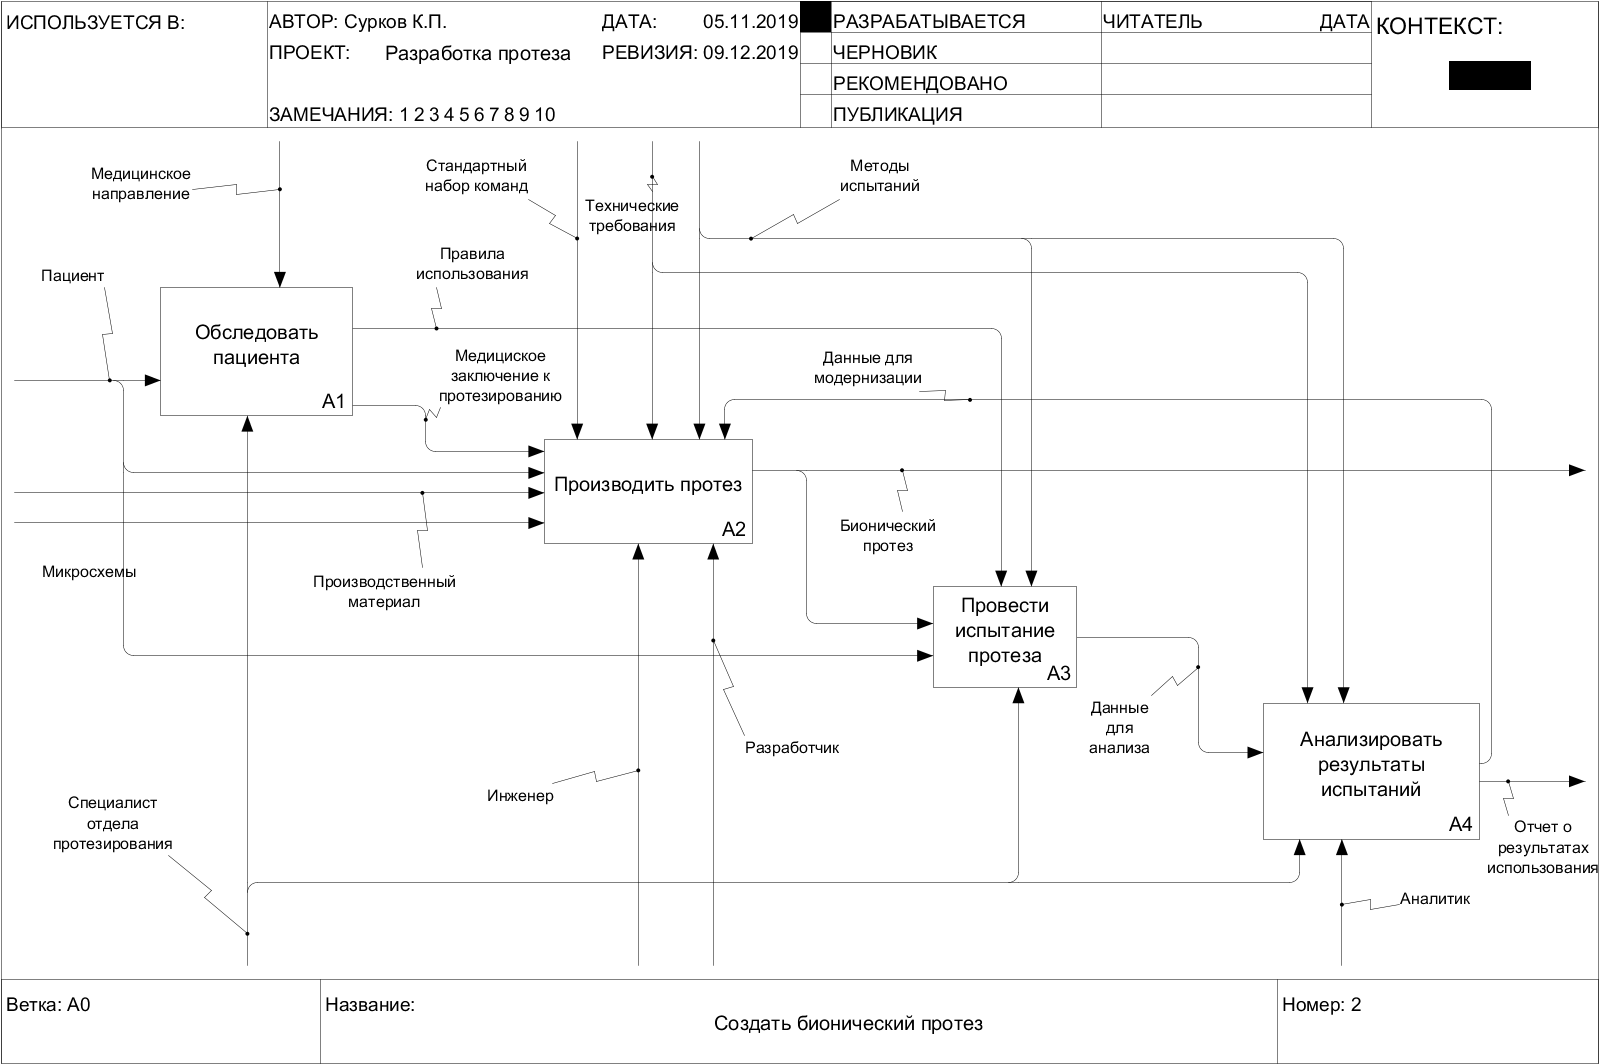 ИСПОЛЬЗУЕТСЯ В:
АВТОР: Сурков К.П.
ДАТА: 05.11.2019
ПРОЕКТ: Разработка протеза
РЕВИЗИЯ: 09.12.2019
ЗАМЕЧАНИЯ: 1 2 3 4 5 6 7 8 9 10
РАЗРАБАТЫВАЕТСЯ
ЧЕРНОВИК
РЕКОМЕНДОВАНО
ПУБЛИКАЦИЯ
ЧИТАТЕЛЬ
ДАТА
КОНТЕКСТ:
Медицинское
направление
Стандартный
набор команд
Технические
требования
Методы
испытаний
Пациент
Правила
использования
Обследовать
пациента
A1
Медициское
заключение к
протезированию
Данные для
модернизации
Производить протез
A2
Бионический
протез
Микросхемы
Производственный
материал
Провести
испытание
протеза
A3
Данные
для
анализа
Разработчик
Инженер
Анализировать
результаты
испытаний
A4
Специалист
отдела
протезирования
Отчет о
результатах
использования
Аналитик
Ветка: A0
Название:
Создать бионический протез
Номер: 2